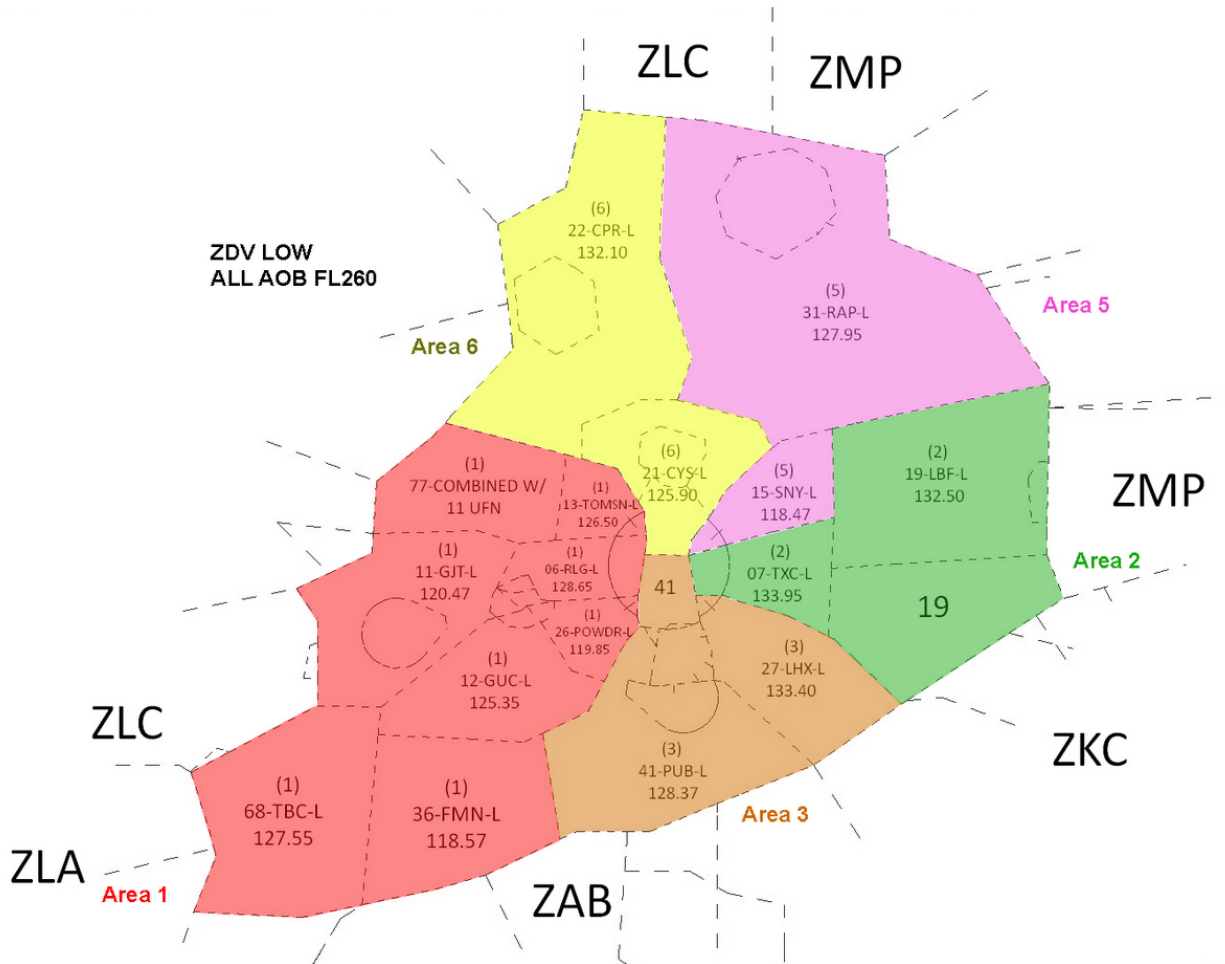 ZLC
ZMP
(6)
22-CPR-L
132.10
ZDV LOW
ALL AOB FL260
(5)
31-RAP-L
127.95
Area 5
Area 6
(6)
21-CYS-L
125.90
(1)
77-COMBINED W/
11 UFN
(1)
13-TOMSN-L
126.50
(5)
15-SNY-L
118.47
(2)
19-LBF-L
132.50
ZMP
(1)
11-GJT-L
120.47
(1)
06-RLG-L
128.65
41
(2)
07-TXC-L
133.95
Area 2
19
(1)
26-POWDR-L
119.85
(1)
12-GUC-L
125.35
(3)
27-LHX-L
133.40
ZLC
ZKC
(3)
41-PUB-L
128.37
(1)
68-TBC-L
127.55
(1)
36-FMN-L
118.57
Area 3
ZLA
Area 1
ZAB